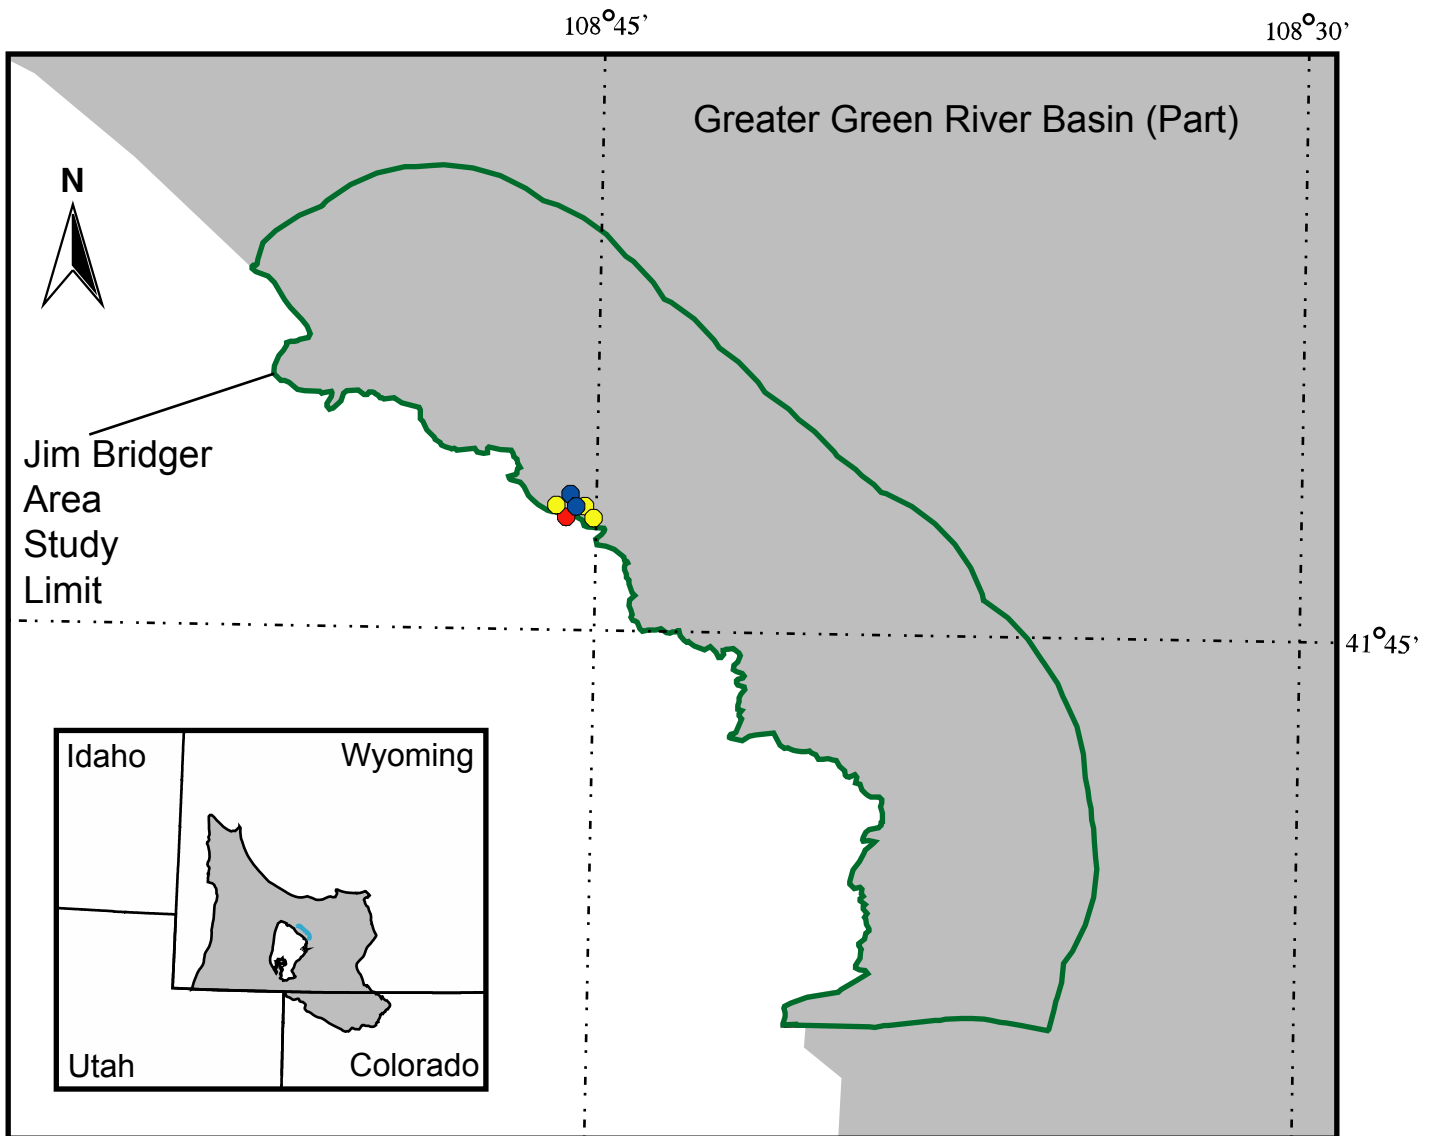 108°45’
108°30’
Greater Green River Basin (Part)
N
Jim Bridger
Area
Study
Limit
41°45’
Idaho
Wyoming
Utah
Colorado